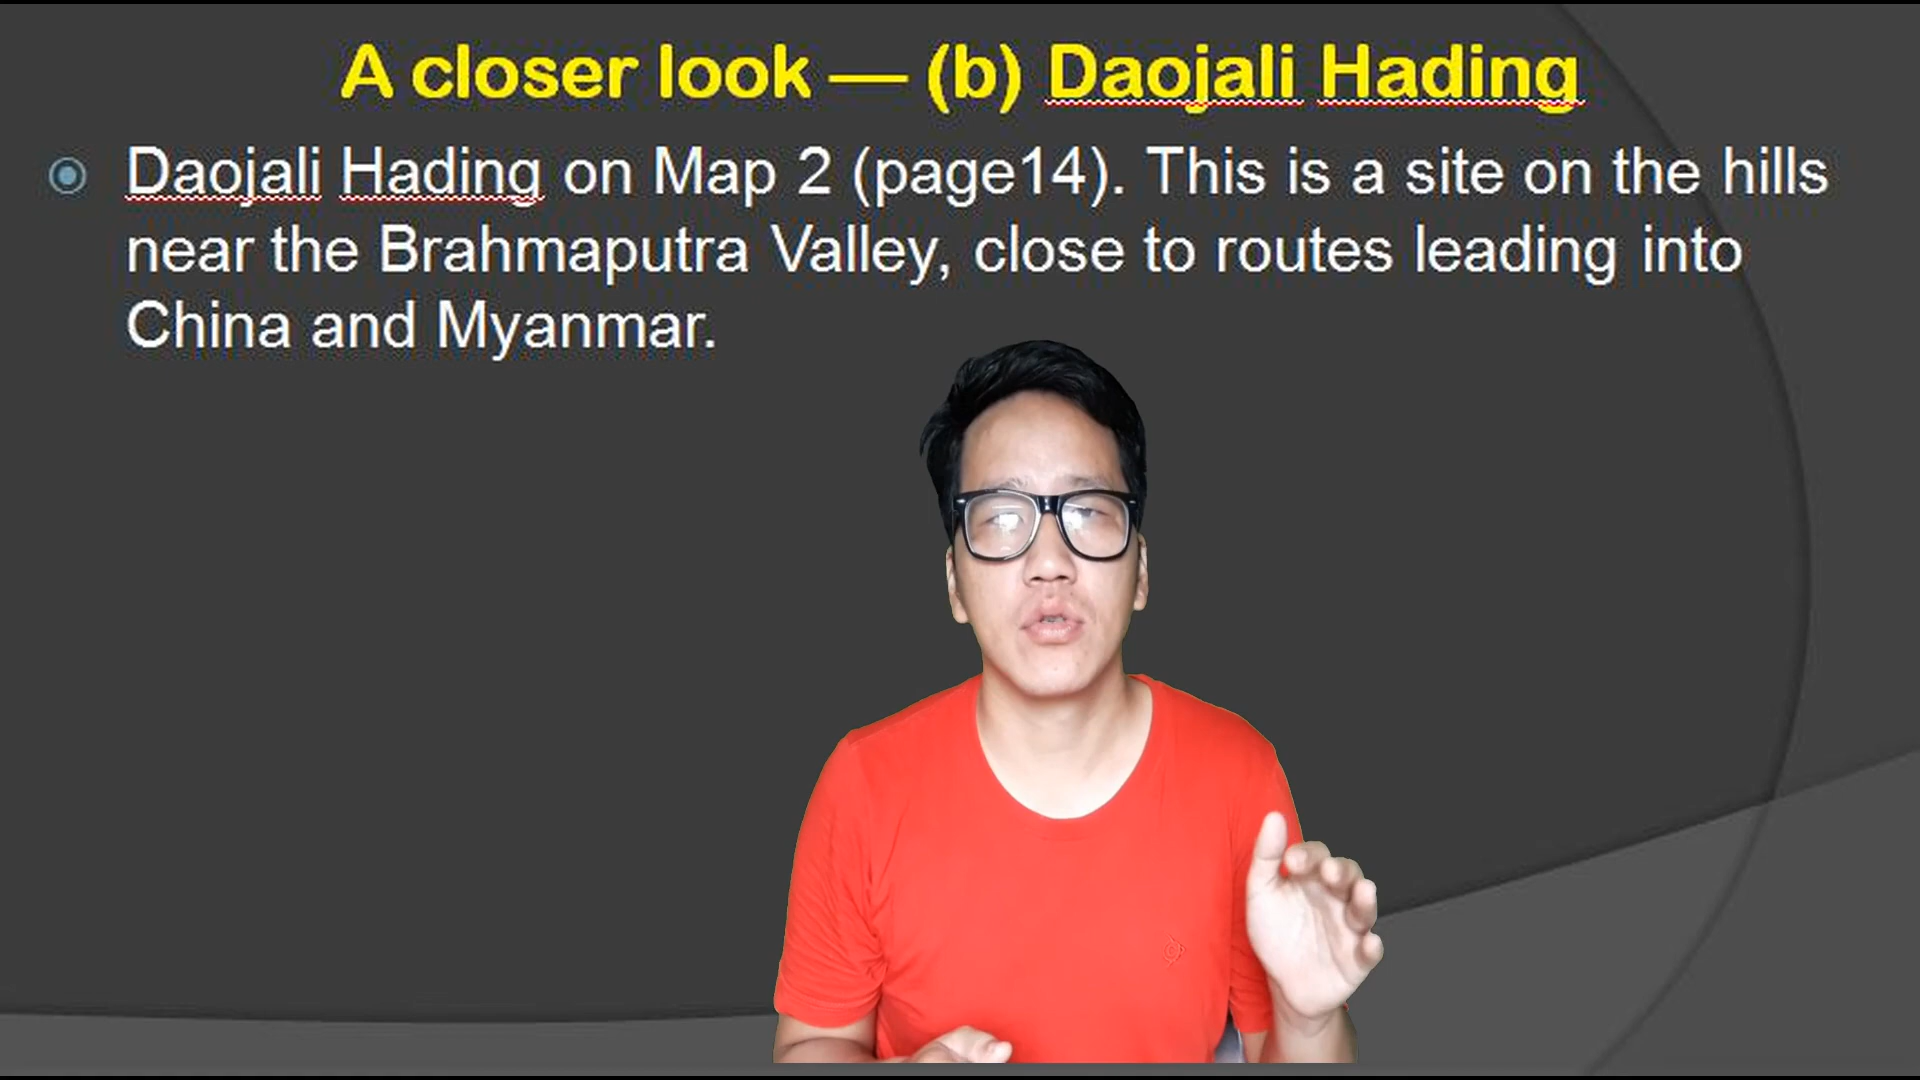 A closer look — (b) Daojali Hading
Daojali Hading on Map 2 (page14). This is a site on the hills
near the Brahmaputra Valley, close to routes leading into
China and Myanmar.